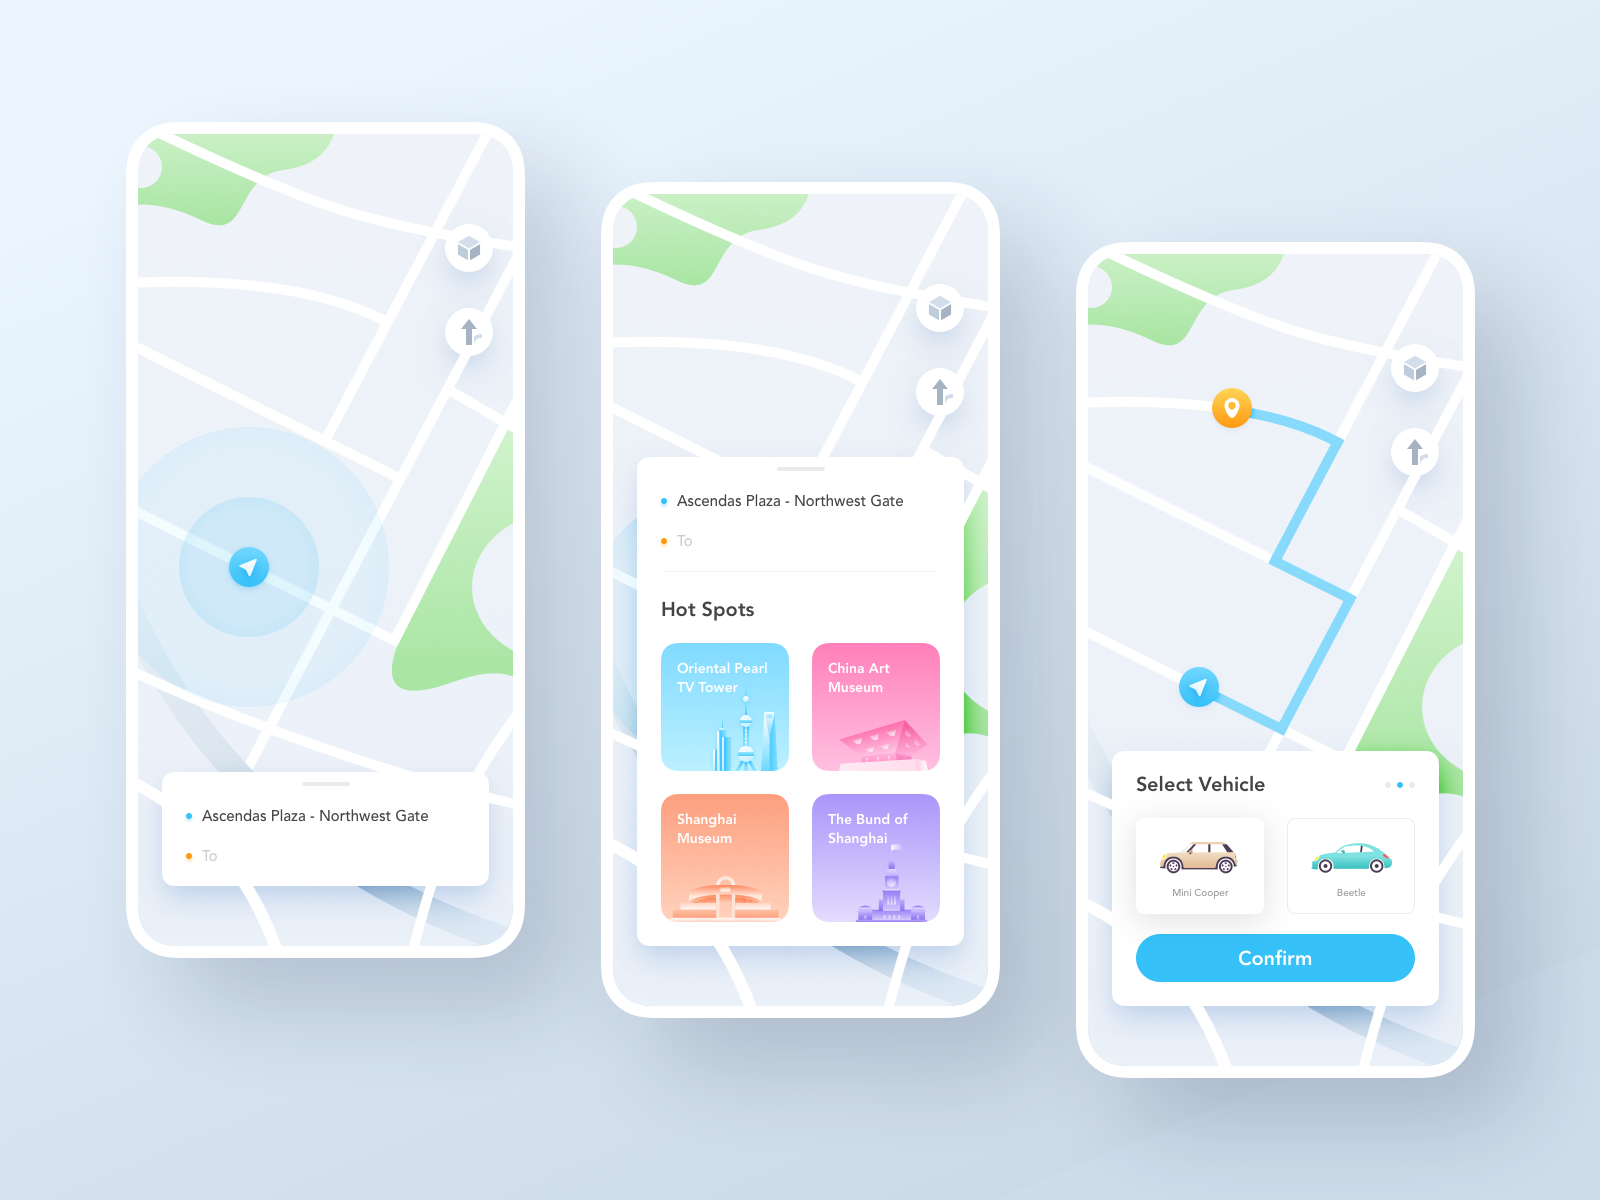 Ascendas Plaza - Northwest Gate
To
Ascendas Plaza - Northwest Gate
To
Hot Spots
Oriental Pearl
TV Tower
China Art
Museum
Shanghai
Museum
The Bund of
Shanghai
Select Vehicle
Mini Cooper
Beetle
Confirm